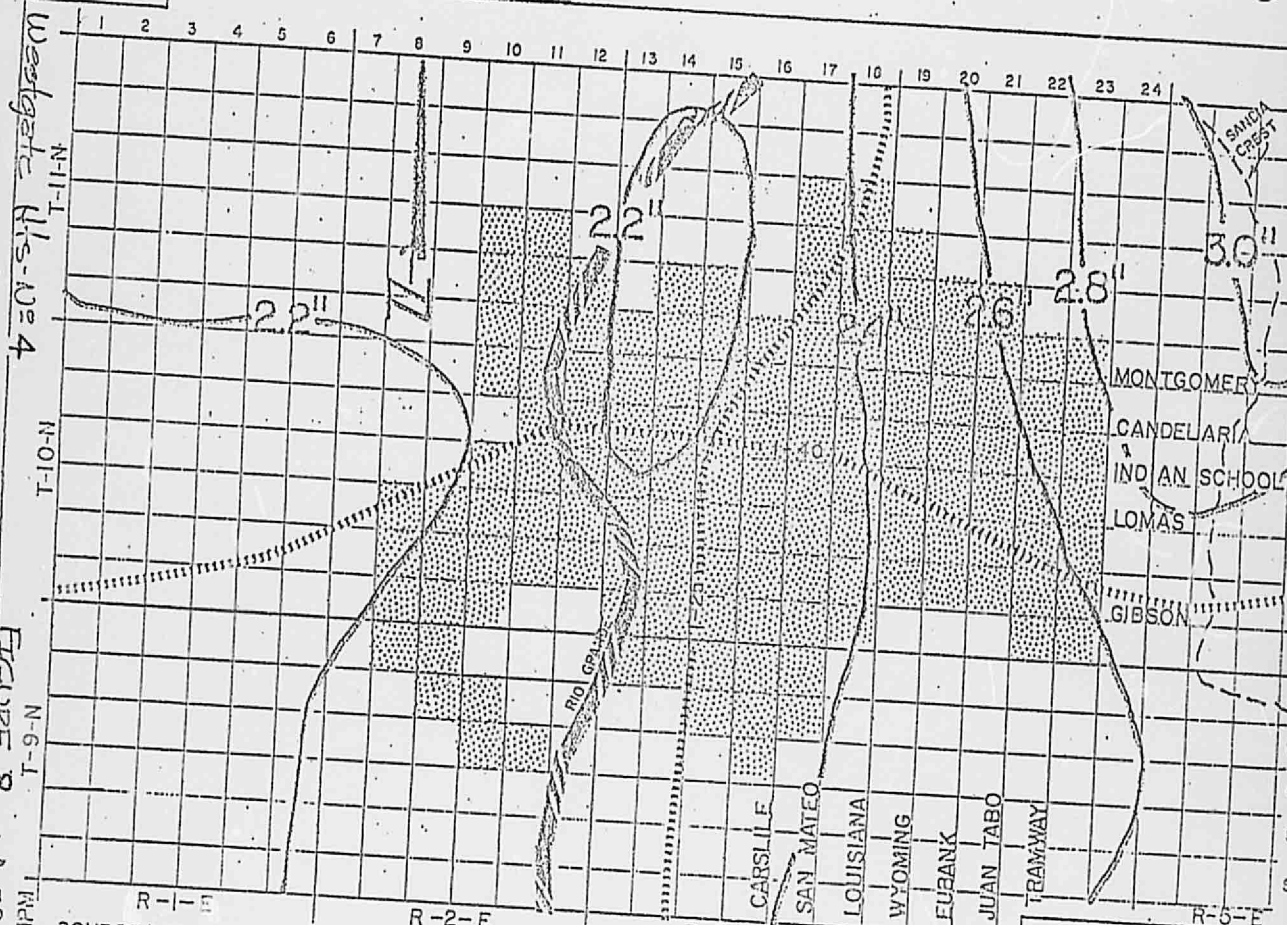 1 2 3 4 5 6 7 8 9 10 11 12 13 14 15 16 17 18 19 20 21 22 23 24
SANDIA
CREST
Westgate Hts-Nº 4
T-11-N
2.2"
3.0"
2.8"
2.2"
2.6"
2.4"
MONTGOMERY
CANDELARIA
T-10-N
I-40
INDIAN SCHOOL
LOMAS
I-25
GIBSON
RIO GRANDE
T-9-N
FIGURE 8
CARSLILE
SAN MATEO
LOUISIANA
WYOMING
EUBANK
JUAN TABO
TRAMWAY
R-1-E
R-2-E